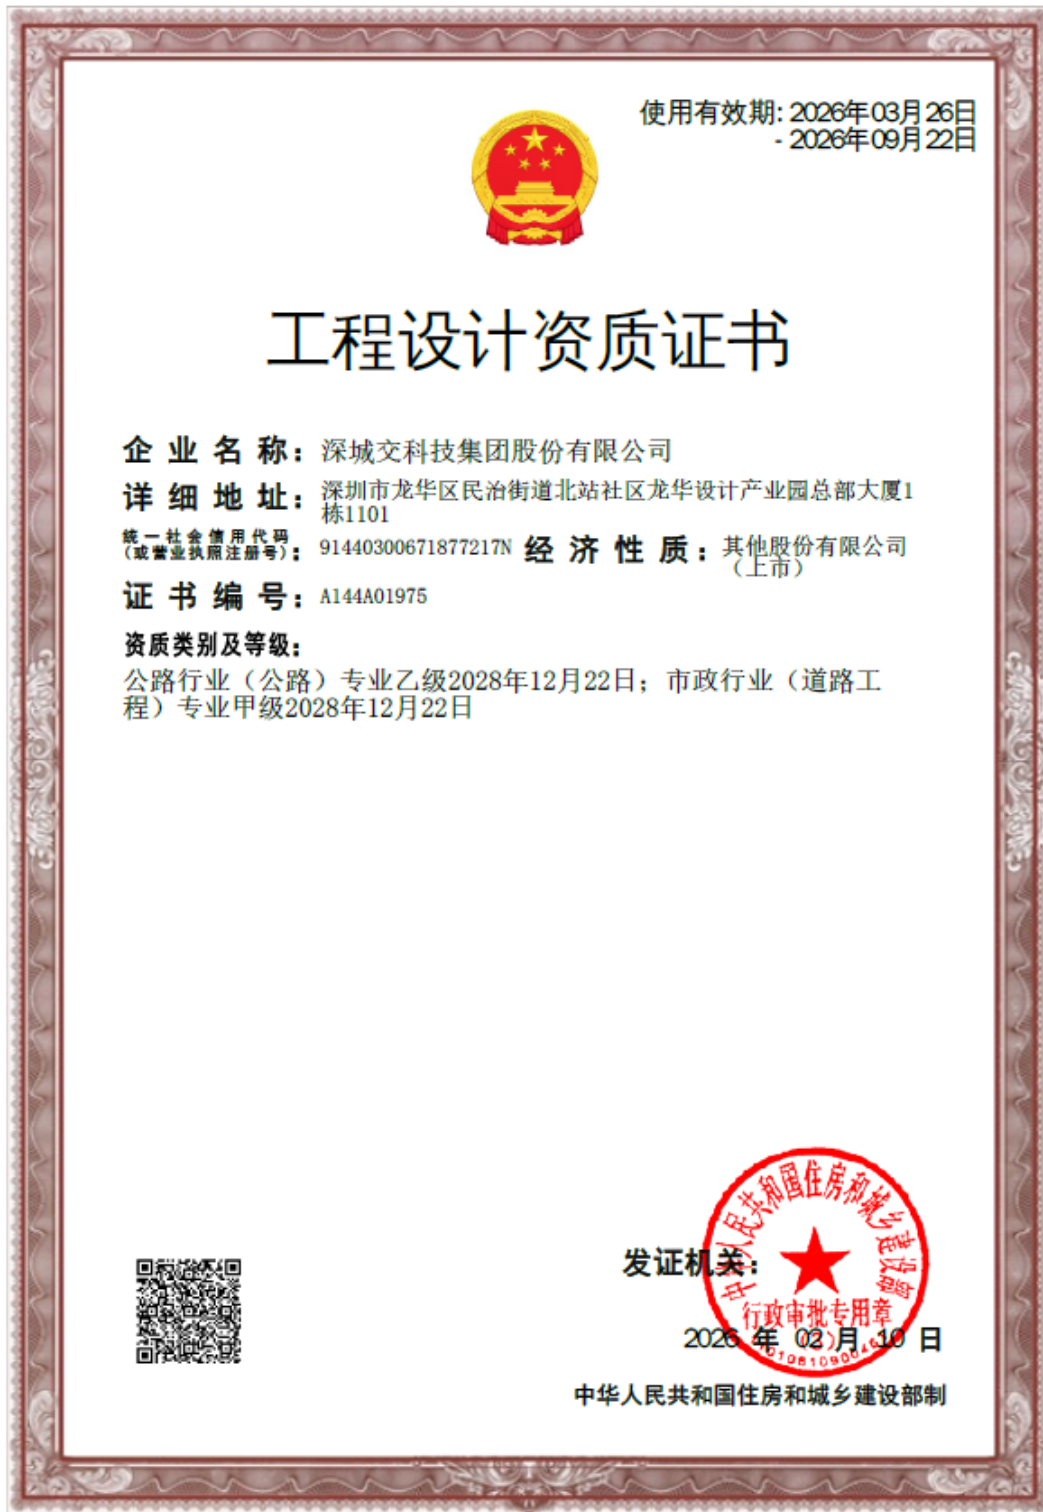 使用有效期: 2026年03月26日
- 2026年09月22日
工程设计资质证书
企业名称：深城交科技集团股份有限公司
详细地址：深圳市龙华区民治街道北站社区龙华设计产业园总部大厦1
栋1101
统一社会信用代码
(或营业执照注册号)：91440300671877217N 经济性质：其他股份有限公司
（上市）
证书编号：A144A01975
资质类别及等级：
公路行业（公路）专业乙级2028年12月22日；市政行业（道路工
程）专业甲级2028年12月22日
中华人民共和国住房和城乡建设部
发证机关：
行政审批专用章
2026 年 02 月 10 日
中华人民共和国住房和城乡建设部制